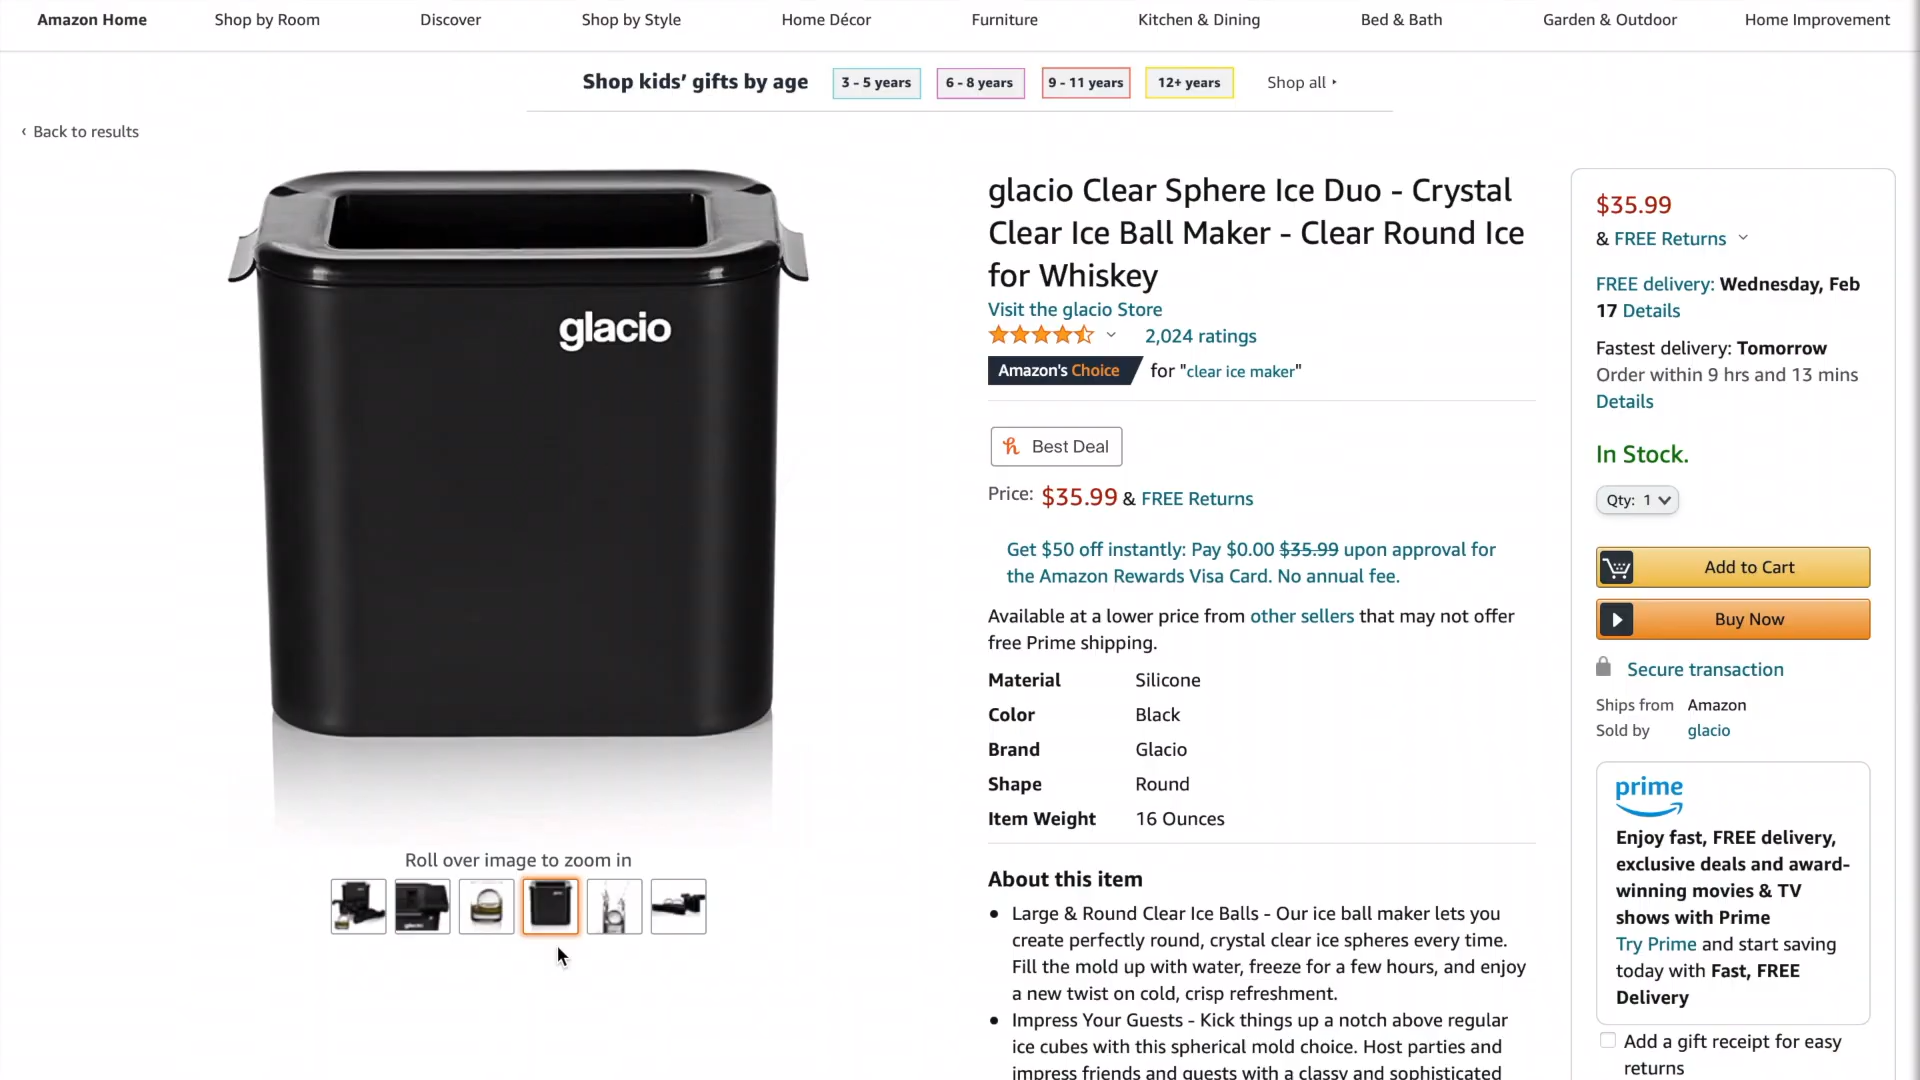 Amazon Home Shop by Room Discover Shop by Style Home Décor Furniture Kitchen & Dining Bed & Bath Garden & Outdoor Home Improvement
Shop kids' gifts by age 3 - 5 years 6 - 8 years 9 - 11 years 12+ years Shop all ▸
‹ Back to results
glacio
Roll over image to zoom in
glacio Clear Sphere Ice Duo - Crystal
Clear Ice Ball Maker - Clear Round Ice
for Whiskey
Visit the glacio Store
2,024 ratings
Amazon's Choice for "clear ice maker"
Best Deal
Price: $35.99 & FREE Returns
Get $50 off instantly: Pay $0.00 $35.99 upon approval for
the Amazon Rewards Visa Card. No annual fee.
Available at a lower price from other sellers that may not offer
free Prime shipping.
Material Silicone
Color Black
Brand Glacio
Shape Round
Item Weight 16 Ounces
About this item
• Large & Round Clear Ice Balls - Our ice ball maker lets you
create perfectly round, crystal clear ice spheres every time.
Fill the mold up with water, freeze for a few hours, and enjoy
a new twist on cold, crisp refreshment.
• Impress Your Guests - Kick things up a notch above regular
ice cubes with this spherical mold choice. Host parties and
impress friends and guests with a classy and sophisticated
$35.99
& FREE Returns
FREE delivery: Wednesday, Feb
17 Details
Fastest delivery: Tomorrow
Order within 9 hrs and 13 mins
Details
In Stock.
Qty: 1
Add to Cart
Buy Now
Secure transaction
Ships from Amazon
Sold by glacio
prime
Enjoy fast, FREE delivery,
exclusive deals and award-
winning movies & TV
shows with Prime
Try Prime and start saving
today with Fast, FREE
Delivery
Add a gift receipt for easy
returns